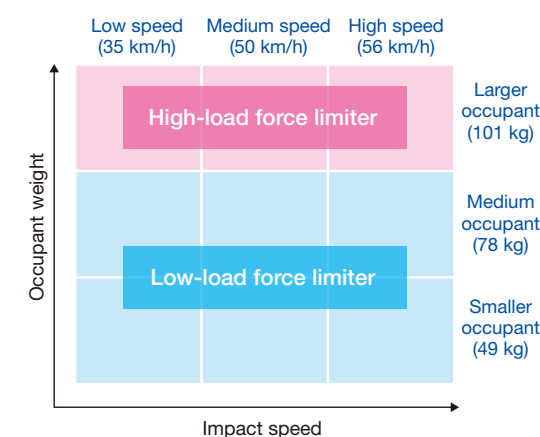 Low speed
(35 km/h)
Medium speed
(50 km/h)
High speed
(56 km/h)
Larger
occupant
(101 kg)
High-load force limiter
Occupant weight
Medium
occupant
(78 kg)
Low-load force limiter
Smaller
occupant
(49 kg)
Impact speed